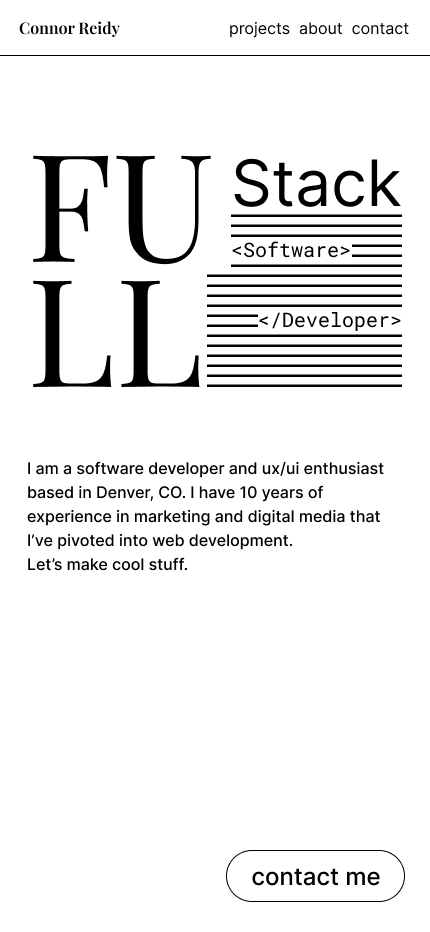 Connor Reidy
projects about contact
FU
LL
Stack
<Software>
</Developer>
I am a software developer and ux/ui enthusiast
based in Denver, CO. I have 10 years of
experience in marketing and digital media that
I’ve pivoted into web development.
Let’s make cool stuff.
contact me